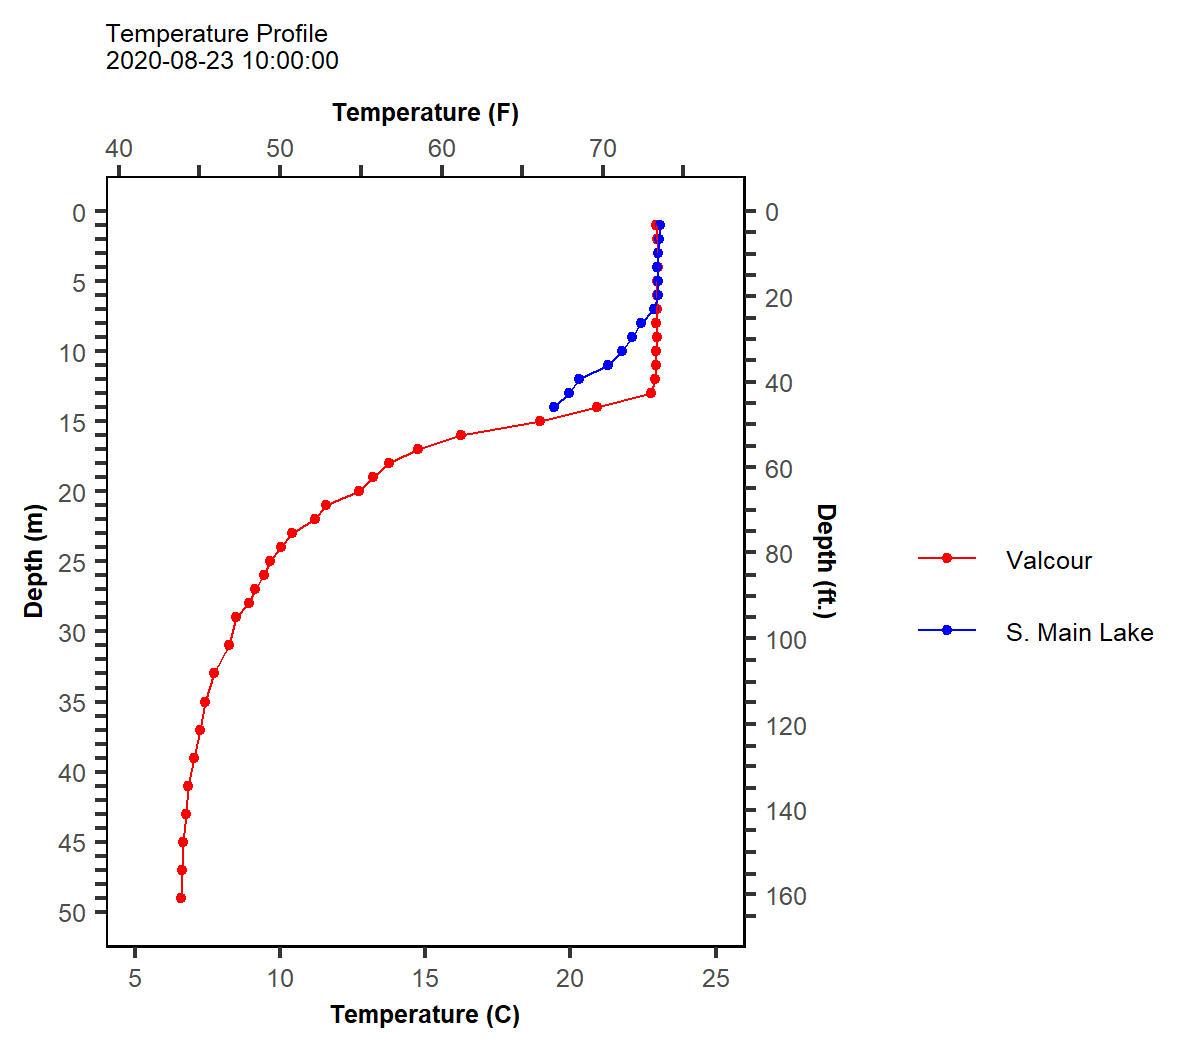 Temperature Profile
2020-08-23 10:00:00
Temperature (F)
40 50 60 70
0 0
5
20
10
40
15
60
20
80
25
30
100
35
120
40
140
45
160
50
Depth (m)
Depth (ft.)
Valcour
S. Main Lake
5 10 15 20 25
Temperature (C)